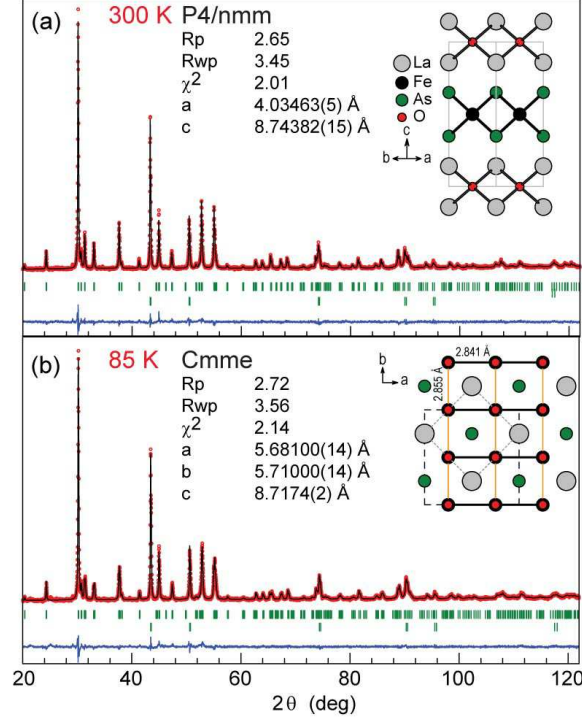 (a) 300 K P4/nmm
Rp 2.65
Rwp 3.45
χ2 2.01
a 4.03463(5) Å
c 8.74382(15) Å
La
Fe
As
O
c
b a
(b) 85 K Cmme
Rp 2.72
Rwp 3.56
χ2 2.14
a 5.68100(14) Å
b 5.71000(14) Å
c 8.7174(2) Å
b
a
2.841 Å
2.855 Å
20 40 60 80 100 120
2θ (deg)